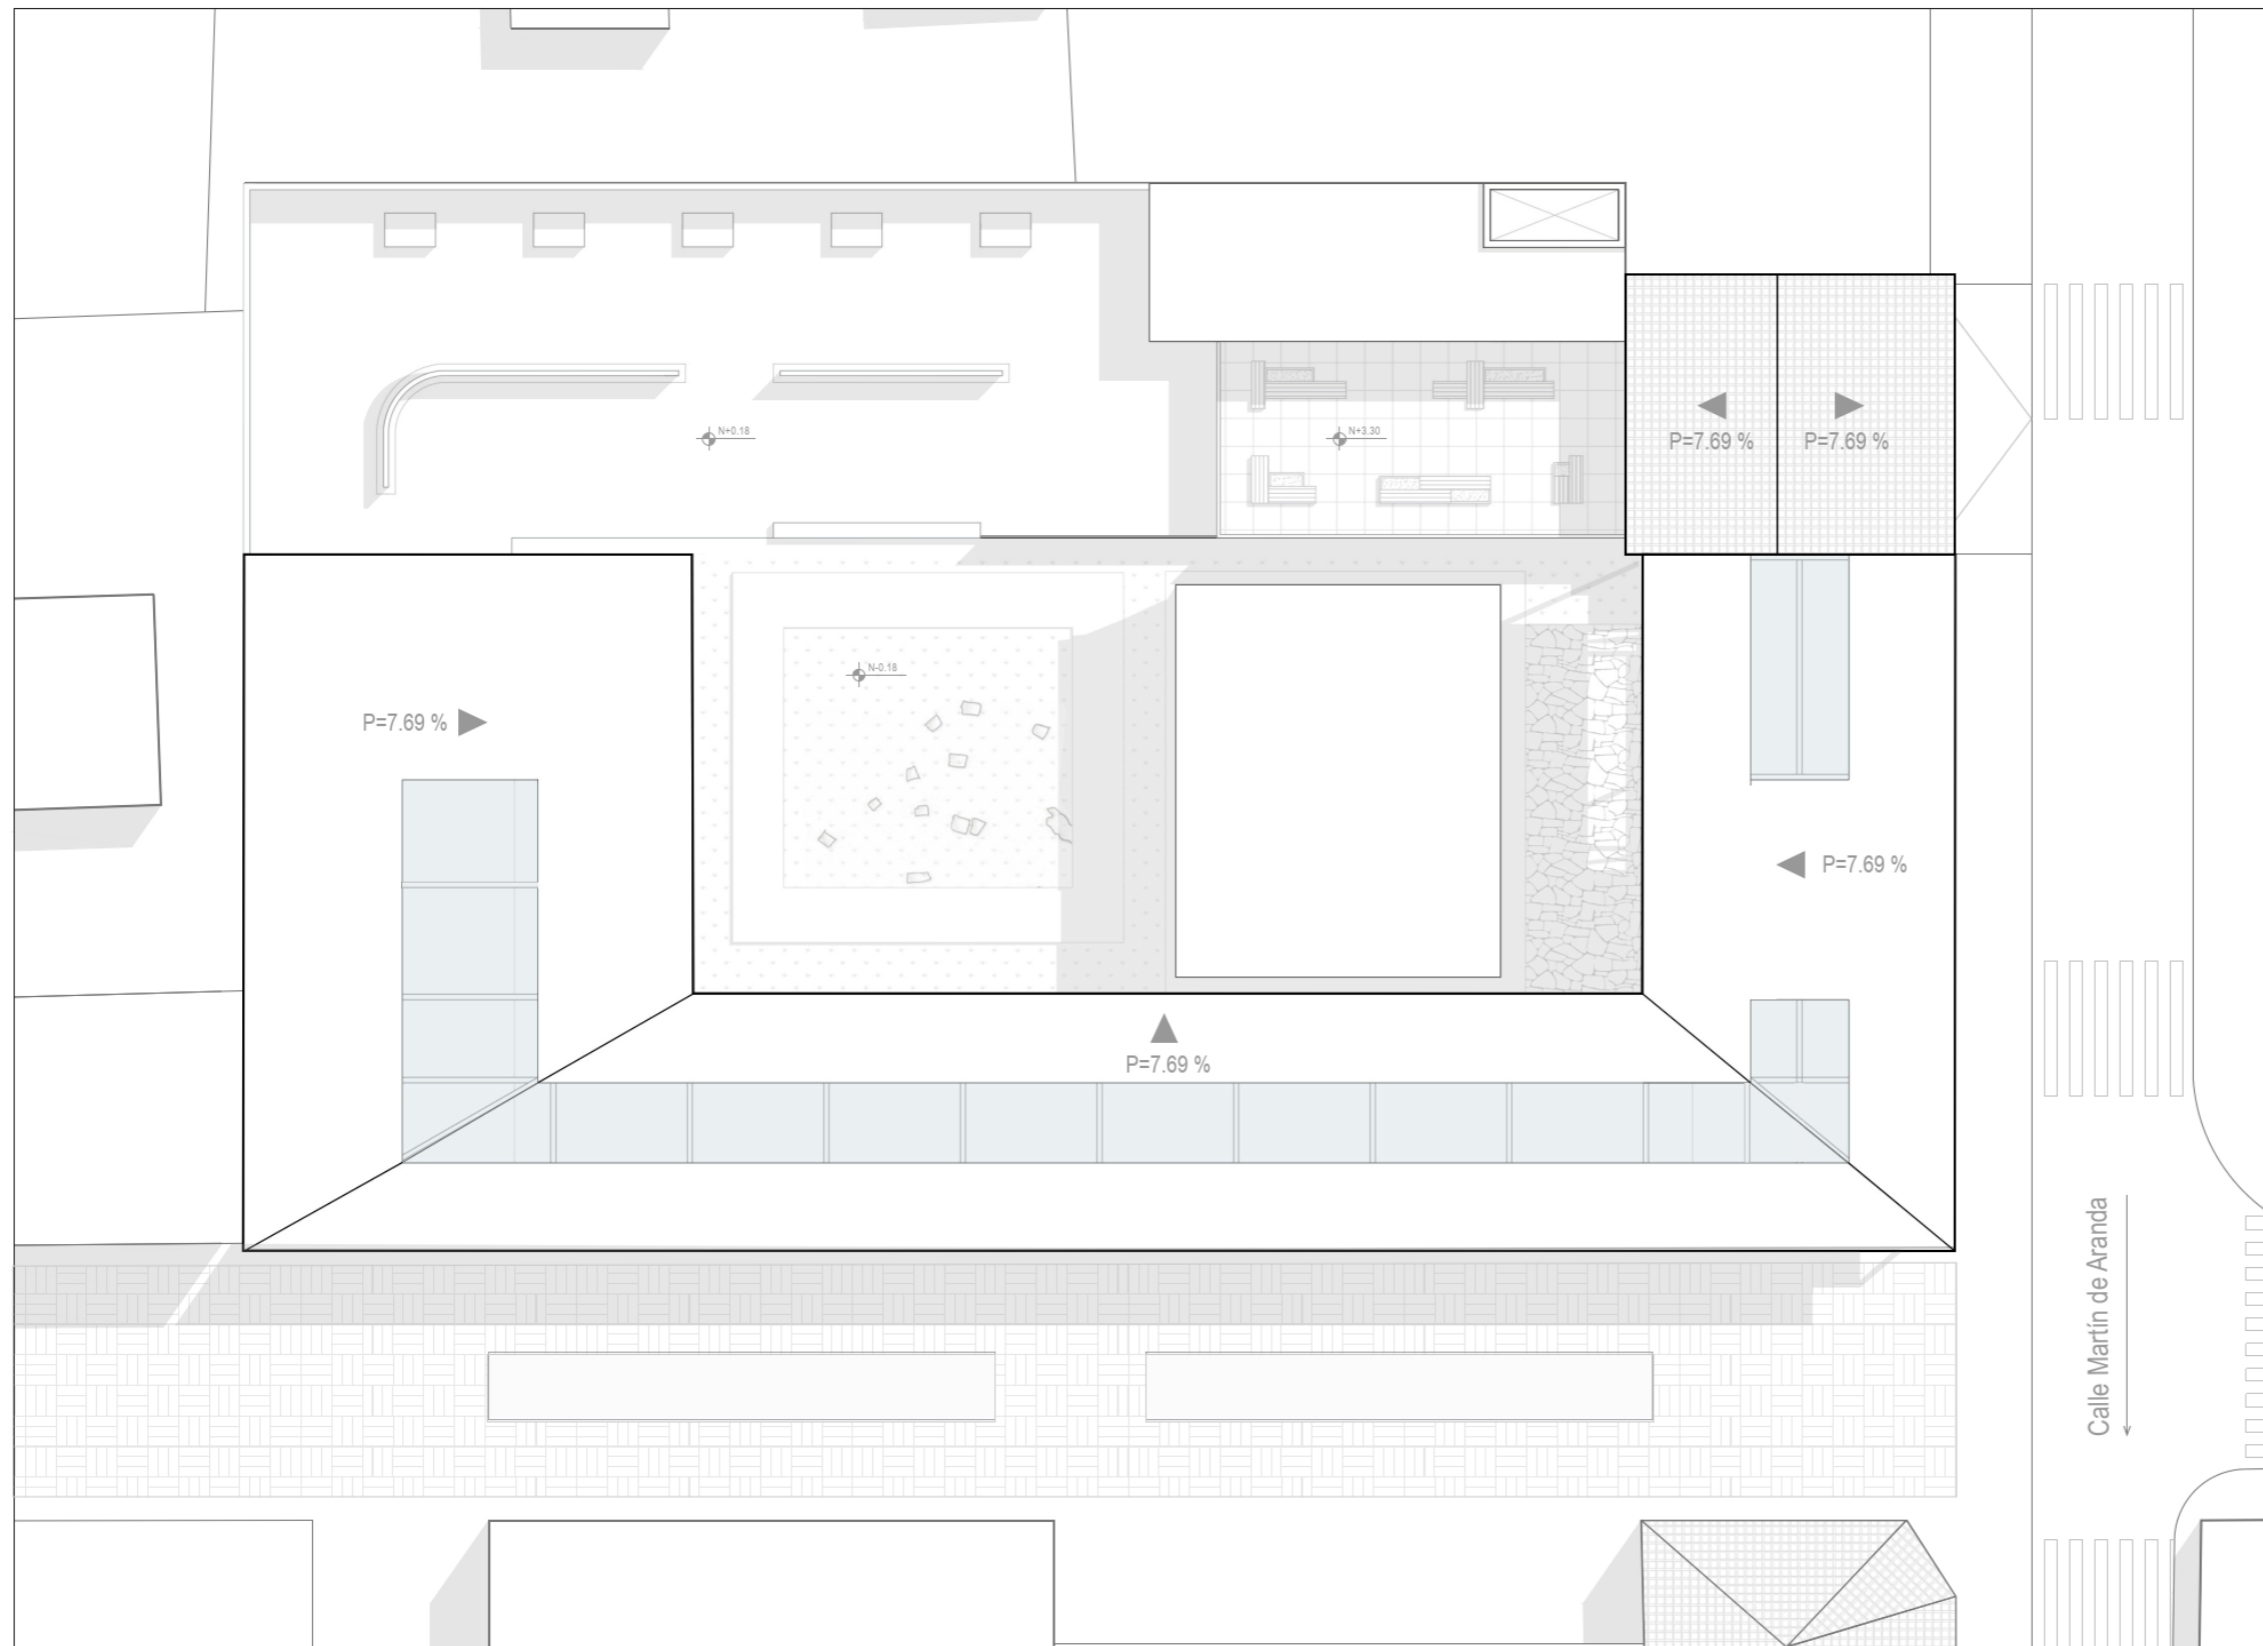 N+0.18
N+3.30
P=7.69 %
P=7.69 %
N-0.18
P=7.69 %
P=7.69 %
P=7.69 %
Calle Martín de Aranda